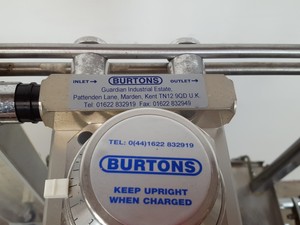 INLET→ BURTONS OUTLET→
Guardian Industrial Estate,
Pattenden Lane, Marden, Kent TN12 9QD U.K.
Tel: 01622 832919 Fax: 01622 832949
TEL: 0(44)1622 832919
BURTONS
KEEP UPRIGHT
WHEN CHARGED